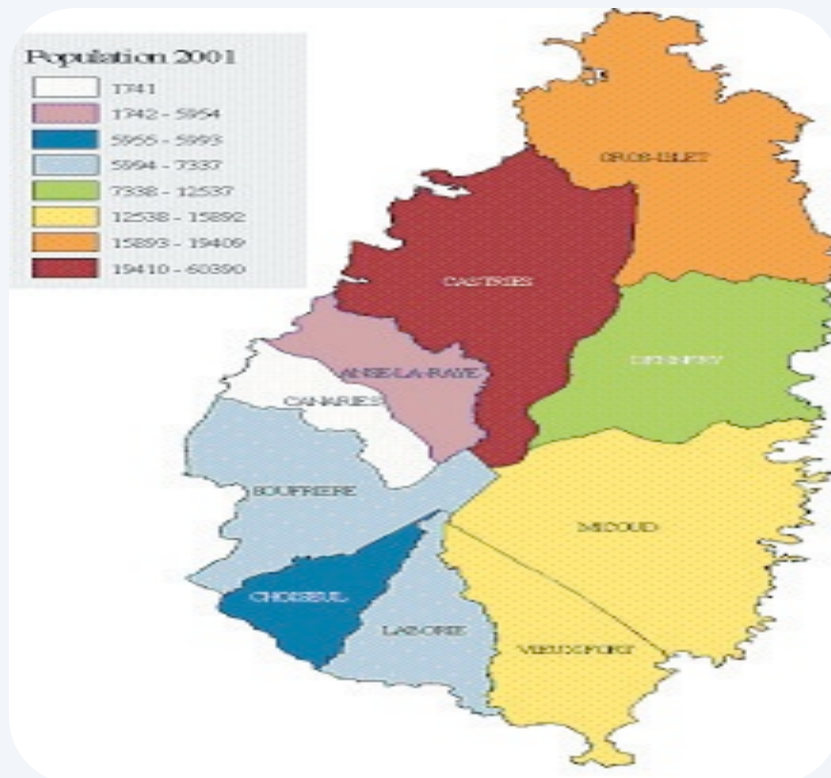 Population 2001
1741
1742 - 5954
5955 - 5993
5994 - 7337
7338 - 12537
12538 - 15892
15893 - 19409
19410 - 60390
GROS-ISLET
CASTRIES
DENNERY
ANSE-LA-RAYE
CANARIES
SOUFRIERE
MICOUD
CHOISEUL
LABORIE
VIEUX-FORT